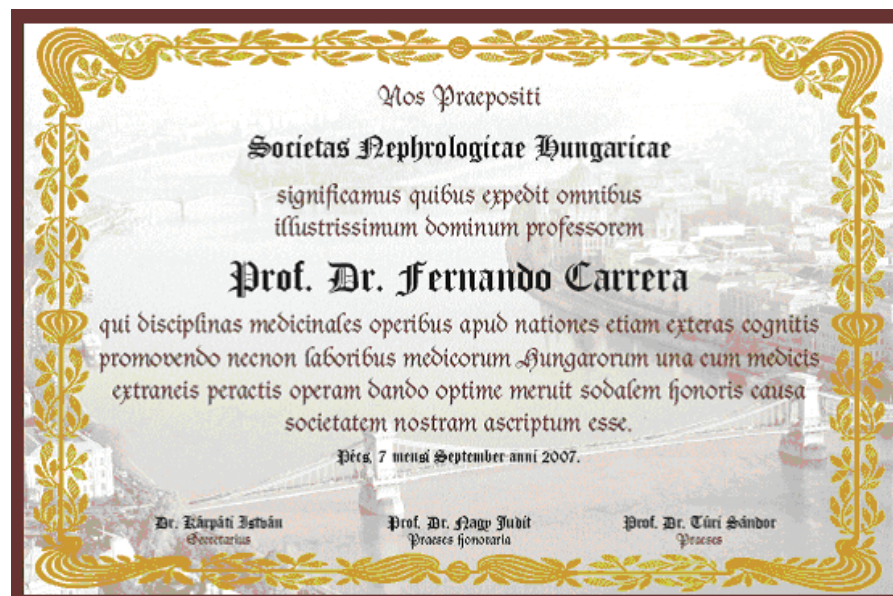 Nos Praepositi
Societas Nephrologicae Hungaricae
significamus quibus expedit omnibus
illustrissimum dominum professorem
Prof. Dr. Fernando Carrera
qui disciplinas medicinales operibus apud nationes etiam exteras cognitis
promovendo necnon laboribus medicorum Hungarorum una cum medicis
extraneis peractis operam dando optime meruit sodalem honoris causa
societatem nostram ascriptum esse.
Pécs, 7 mensi September anni 2007.
Dr. Kárpáti István Prof. Dr. Nagy Judit Prof. Dr. Túri Sándor
Secretarius Praeses honoraria Praeses